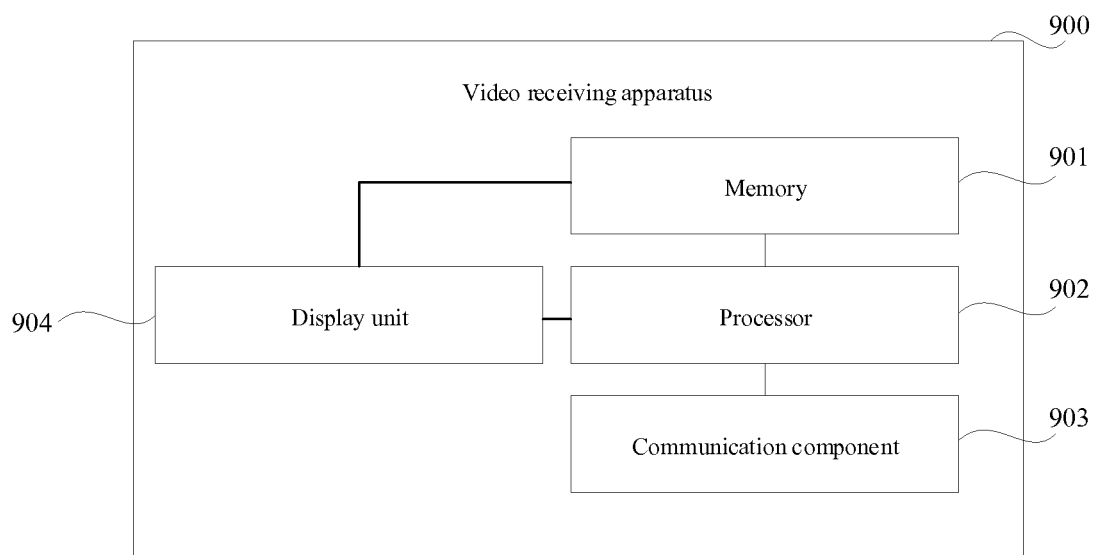 900
Video receiving apparatus
901
Memory
902
Processor
904
Display unit
903
Communication component